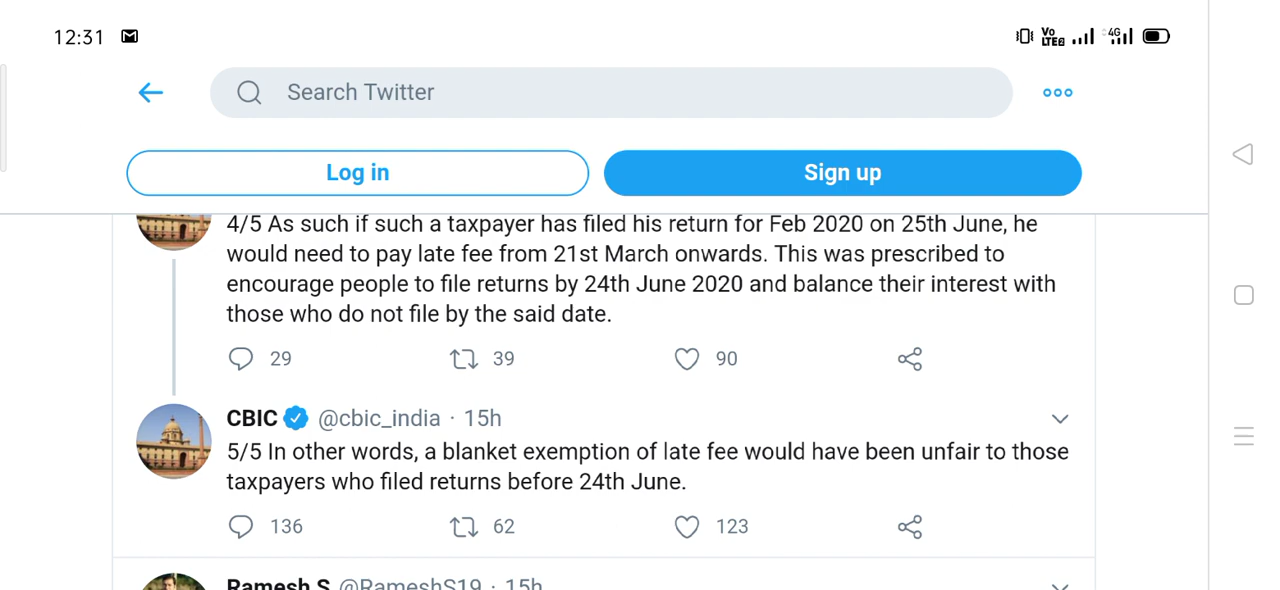 12:31
Vo
LTE2
4G
Search Twitter
Log in
Sign up
4/5 As such if such a taxpayer has filed his return for Feb 2020 on 25th June, he
would need to pay late fee from 21st March onwards. This was prescribed to
encourage people to file returns by 24th June 2020 and balance their interest with
those who do not file by the said date.
29 39 90
CBIC @cbic_india · 15h
5/5 In other words, a blanket exemption of late fee would have been unfair to those
taxpayers who filed returns before 24th June.
136 62 123
Ramesh S @RameshS19 · 15h